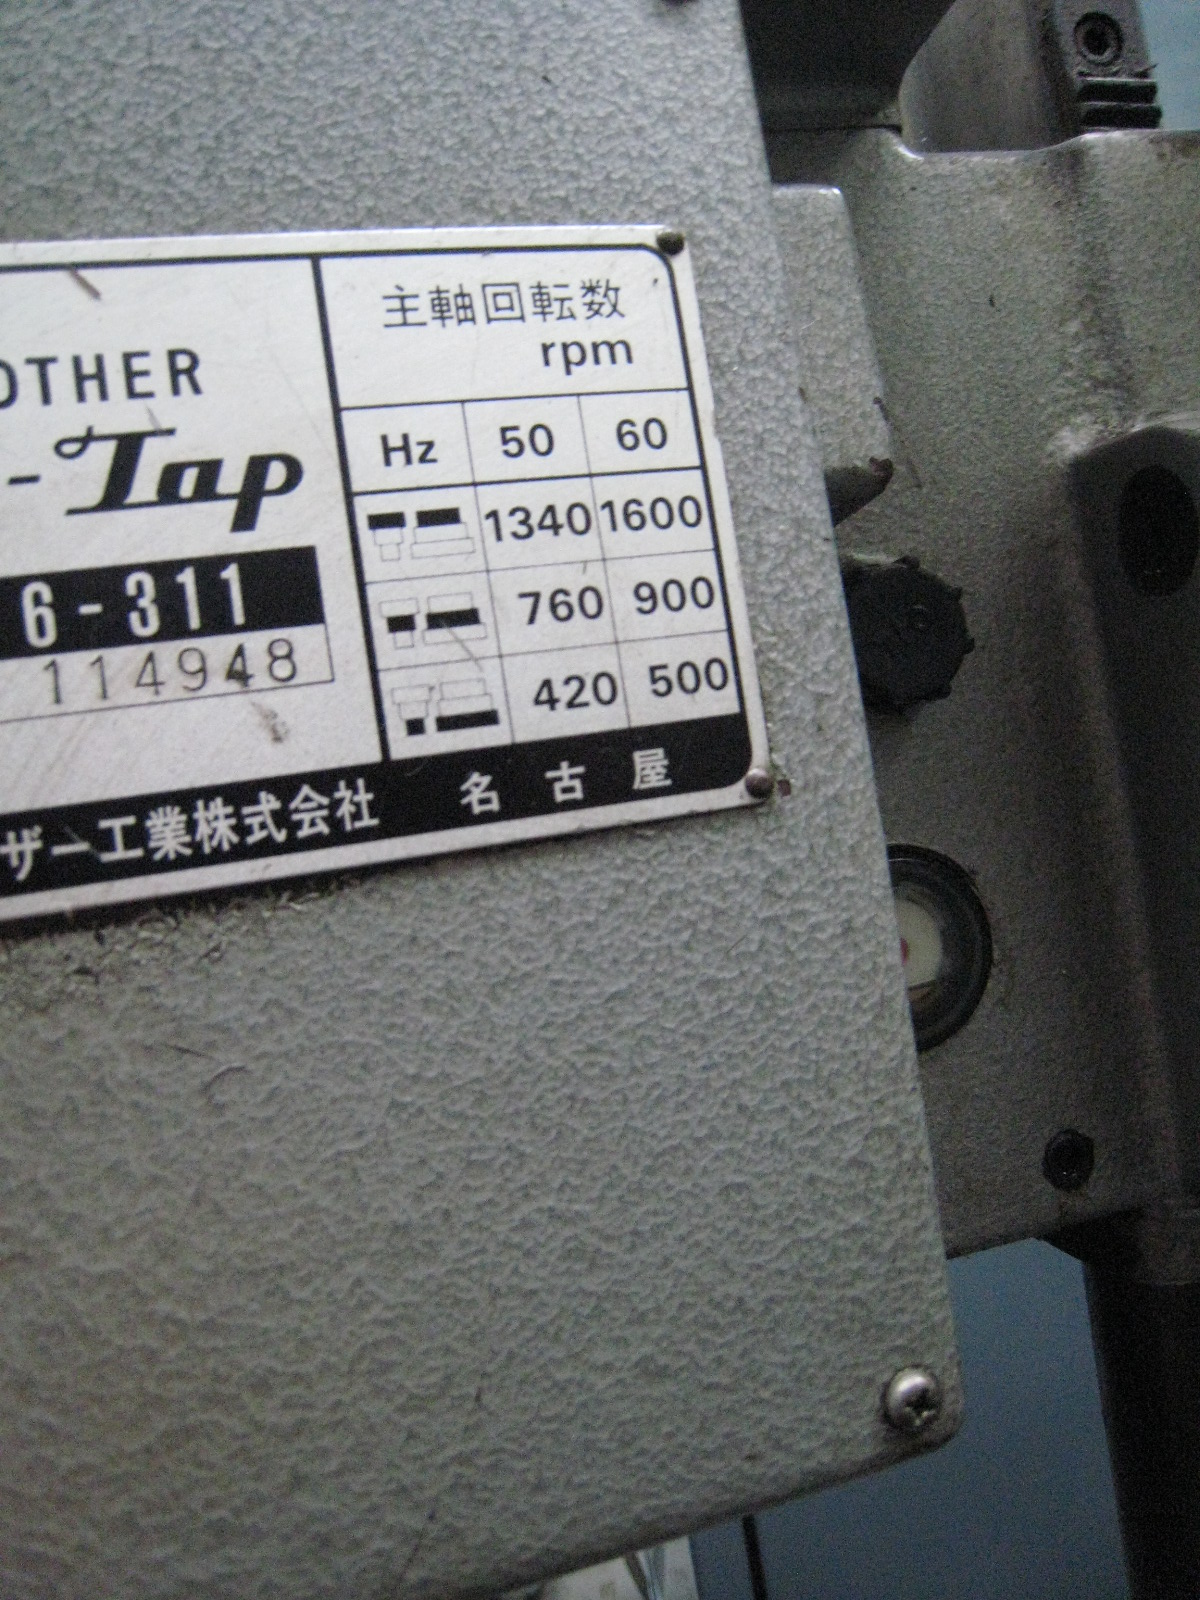 OTHER
-Tap
6-311
114948
主軸回転数
rpm
Hz 50 60
1340 1600
760 900
420 500
ザー工業株式会社 名古屋